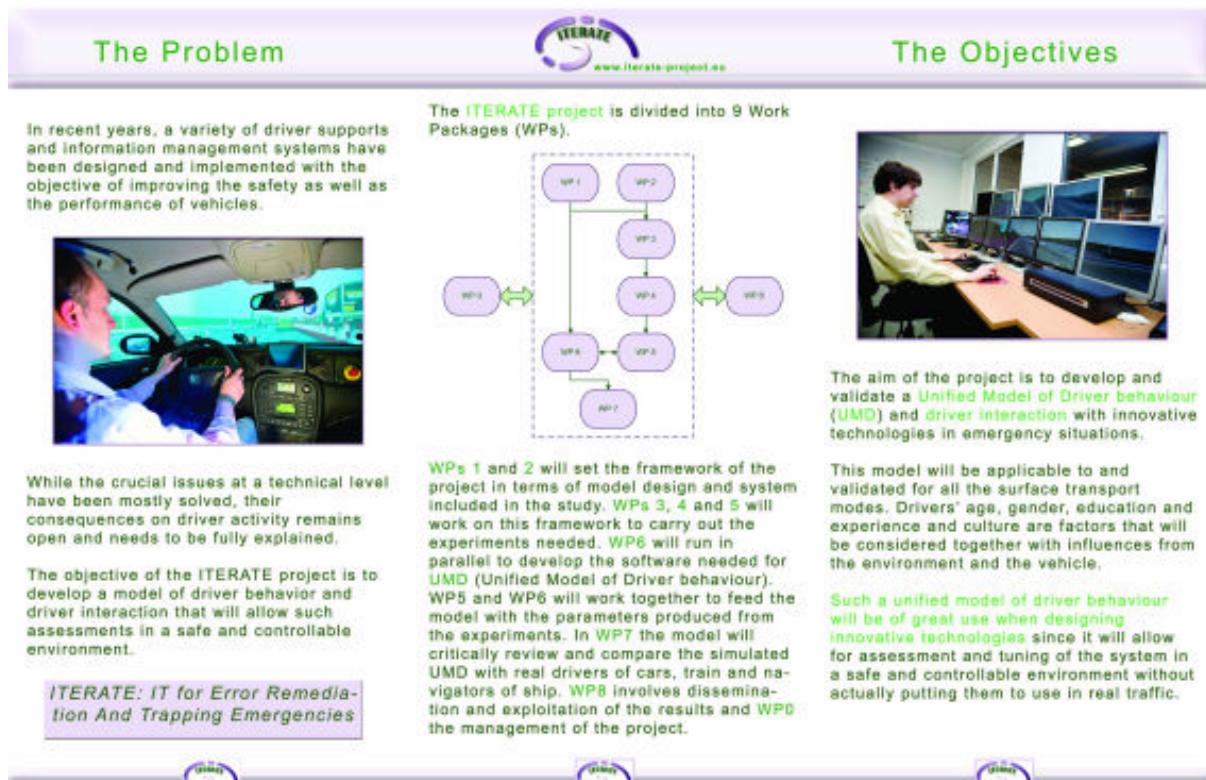 The Problem
In recent years, a variety of driver supports
and information management systems have
been designed and implemented with the
objective of improving the safety as well as
the performance of vehicles.
While the crucial issues at a technical level
have been mostly solved, their
consequences on driver activity remains
open and needs to be fully explained.
The objective of the ITERATE project is to
develop a model of driver behavior and
driver interaction that will allow such
assessments in a safe and controllable
environment.
ITERATE: IT for Error Remedia-
tion And Trapping Emergencies
ITERATE
www.iterate-project.eu
The ITERATE project is divided into 9 Work
Packages (WPs).
WP 1
WP 2
WP 3
WP 4
WP 6
WP 5
WP 7
WPs 1 and 2 will set the framework of the
project in terms of model design and system
included in the study. WPs 3, 4 and 5 will
work on this framework to carry out the
experiments needed. WP6 will run in
parallel to develop the software needed for
UMD (Unified Model of Driver behaviour).
WP5 and WP6 will work together to feed the
model with the parameters produced from
the experiments. In WP7 the model will
critically review and compare the simulated
UMD with real drivers of cars, train and na-
vigators of ship. WP8 involves dissemina-
tion and exploitation of the results and WP0
the management of the project.
The Objectives
The aim of the project is to develop and
validate a Unified Model of Driver behaviour
(UMD) and driver interaction with innovative
technologies in emergency situations.
This model will be applicable to and
validated for all the surface transport
modes. Drivers' age, gender, education and
experience and culture are factors that will
be considered together with influences from
the environment and the vehicle.
Such a unified model of driver behaviour
will be of great use when designing
innovative technologies since it will allow
for assessment and tuning of the system in
a safe and controllable environment without
actually putting them to use in real traffic.
ITERATE
ITERATE
ITERATE